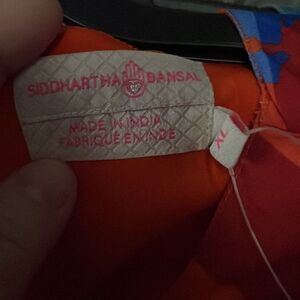 SIDDHARTHA BANSAL
MADE IN INDIA
FABRIQUÉ EN INDE
XL